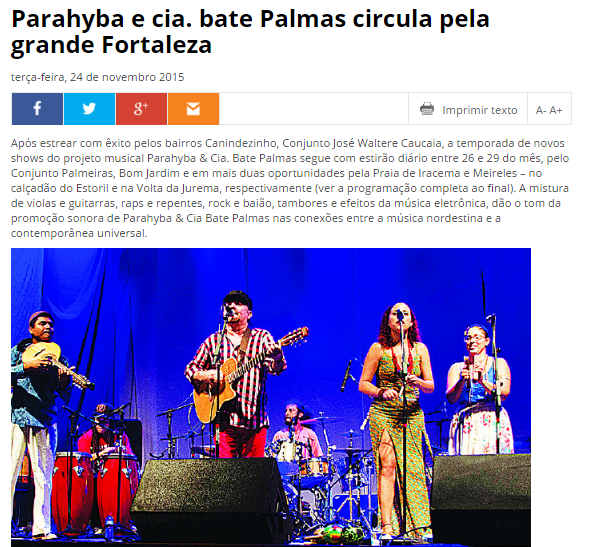 Parahyba e cia. bate Palmas circula pela
grande Fortaleza
terça-feira, 24 de novembro 2015
f g+ Imprimir texto A- A+
Após estrear com êxito pelos bairros Canindezinho, Conjunto José Waltere Caucaia, a temporada de novos
shows do projeto musical Parahyba & Cia. Bate Palmas segue com estirão diário entre 26 e 29 do mês, pelo
Conjunto Palmeiras, Bom Jardim e em mais duas oportunidades pela Praia de Iracema e Meireles – no
calçadão do Estoril e na Volta da Jurema, respectivamente (ver a programação completa ao final). A mistura
de violas e guitarras, raps e repentes, rock e baião, tambores e efeitos da música eletrônica, dão o tom da
promoção sonora de Parahyba & Cia Bate Palmas nas conexões entre a música nordestina e a
contemporânea universal.